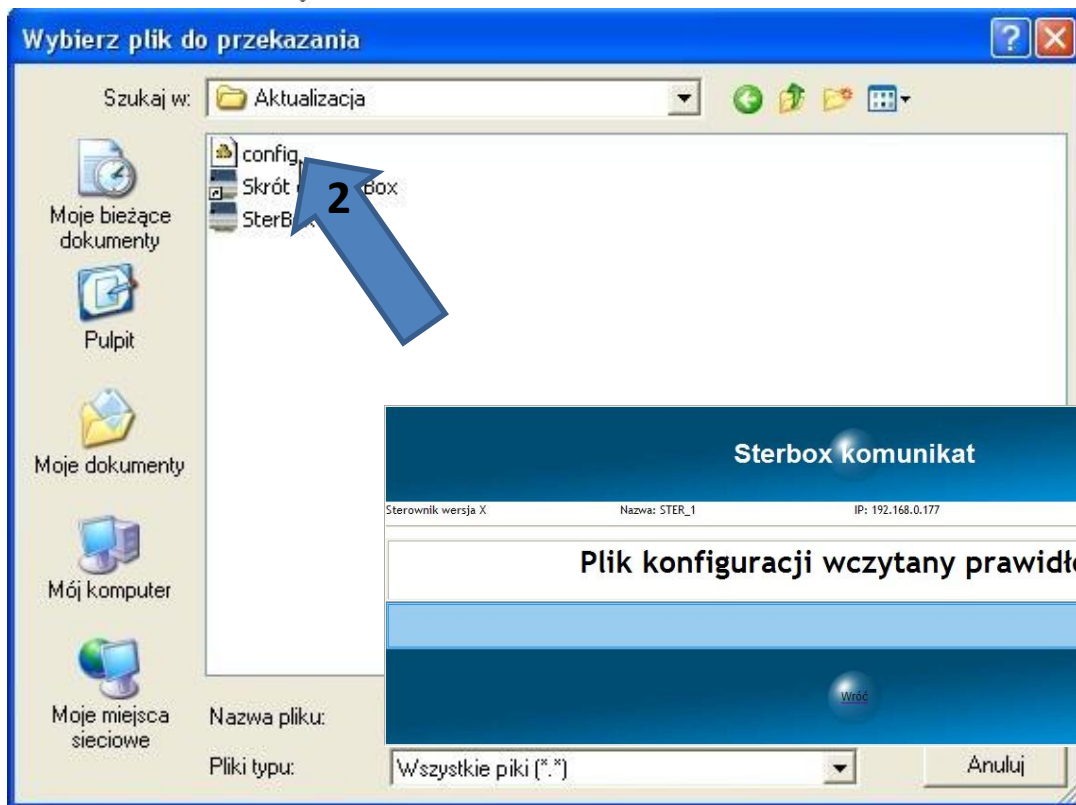 Wybierz plik do przekazania
Szukaj w:
Aktualizacja
config
Skrót
Box
2
Moje bieżące
dokumenty
Pulpit
Moje dokumenty
Mój komputer
Moje miejsca
sieciowe
Sterbox komunikat
Sterownik wersja X Nazwa: STER_1 IP: 192.168.0.177
Plik konfiguracji wczytany
Wróć
Nazwa pliku:
Pliki typu:
Wszystkie piki (*.*)
Anuluj